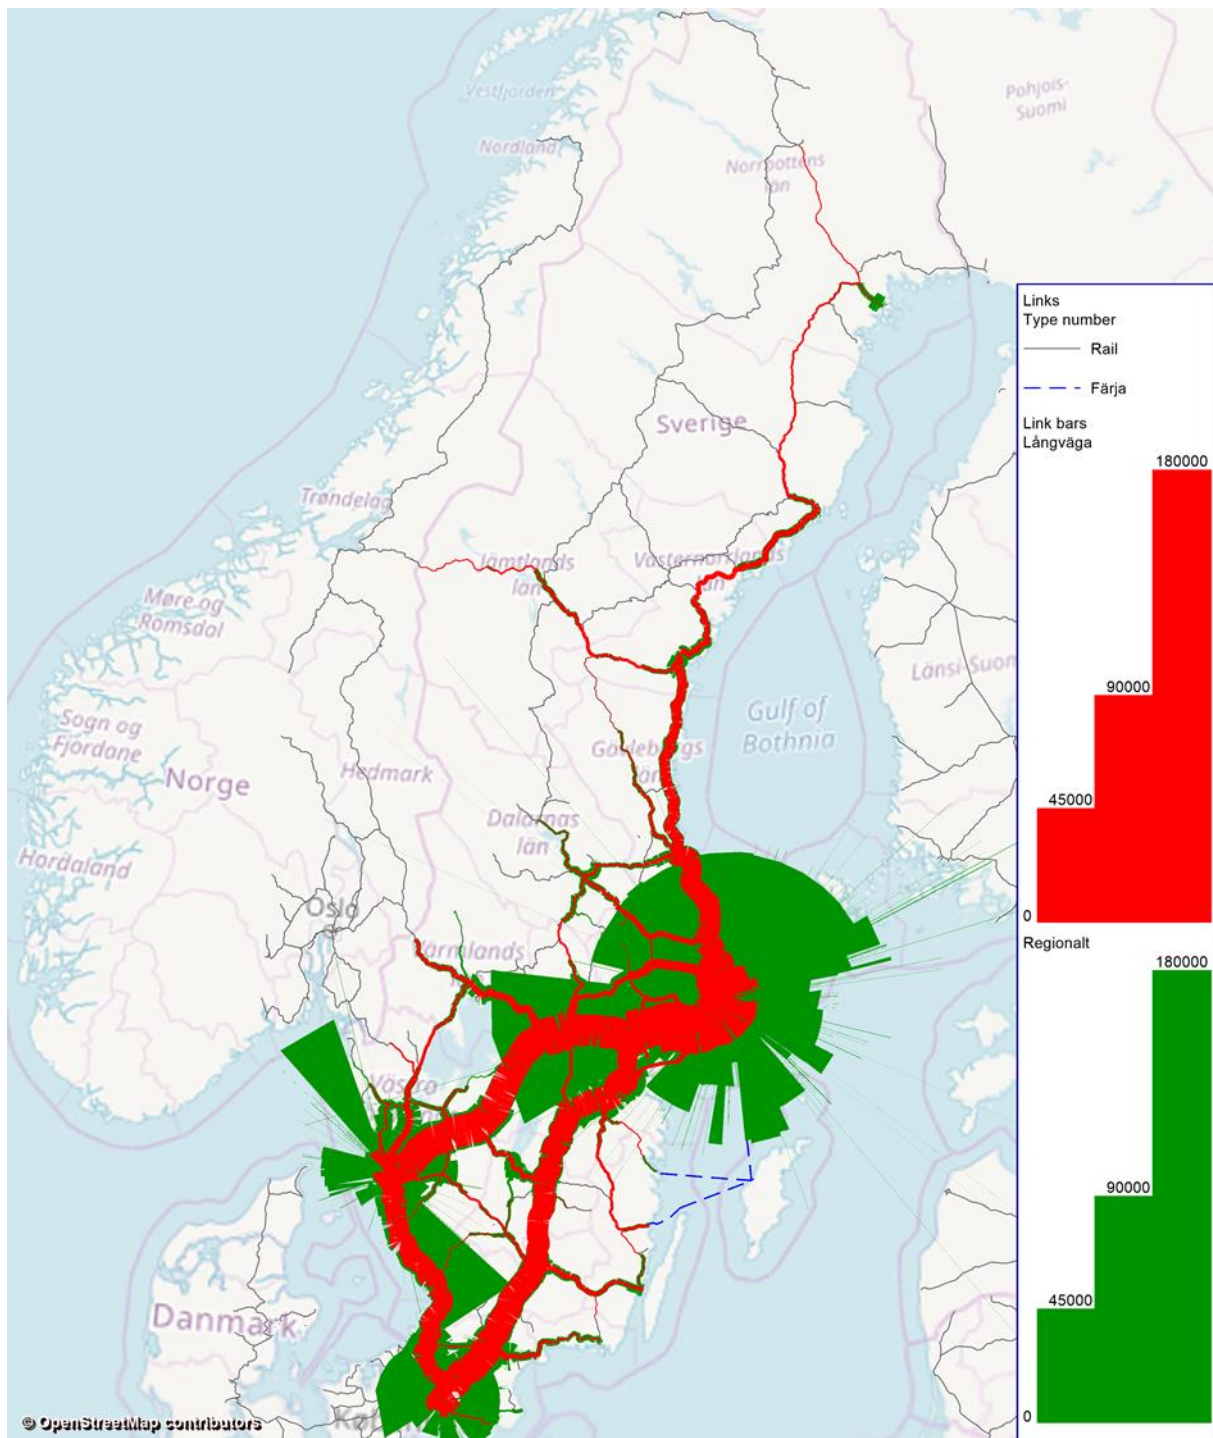 Vestfjorden
Pohjois-
Suomi
Nordland
Norrbottens
län
Links
Type number
Rail
Färja
Link bars
Långväga
180000
90000
45000
0
Sverige
Trøndelag
Jämtlands
län
Västernorrlands
län
Møre og
Romsdal
Länsi-Suom
Sogn og
Fjordane
Gulf of
Bothnia
Gävleborgs
län
Norge
Hedmark
Dalarnas
län
Hordaland
Oslo
Värmlands
Regionalt
180000
90000
45000
0
Västra
Danmark
© OpenStreetMap contributors